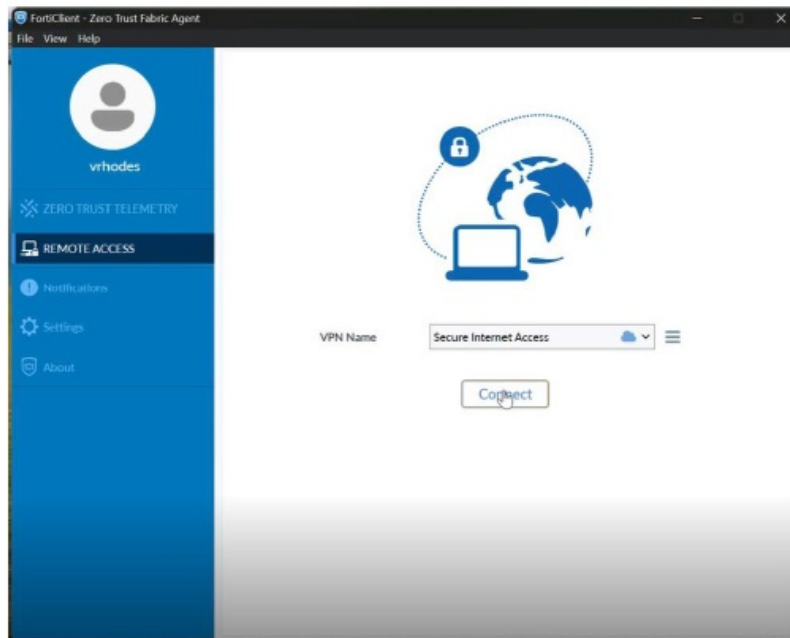 FortiClient - Zero Trust Fabric Agent
File View Help
vrhodes
ZERO TRUST TELEMETRY
REMOTE ACCESS
Notifications
Settings
About
VPN Name
Secure Internet Access
Connect